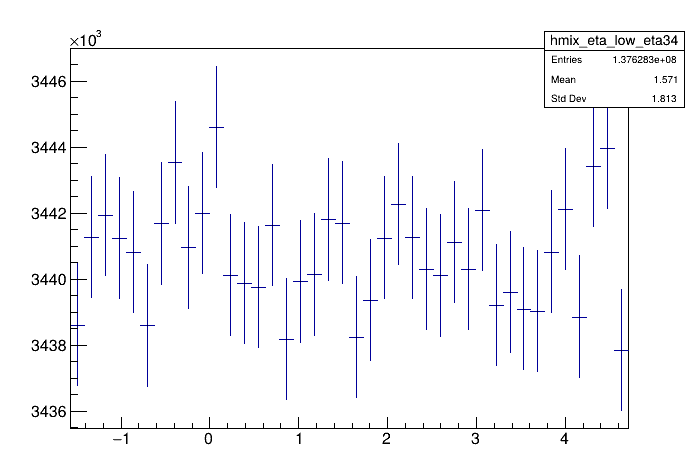 ×10³
hmix_eta_low_eta34
Entries 1.376283e+08
Mean 1.571
Std Dev 1.813
3446
3444
3442
3440
3438
3436
−1 0 1 2 3 4